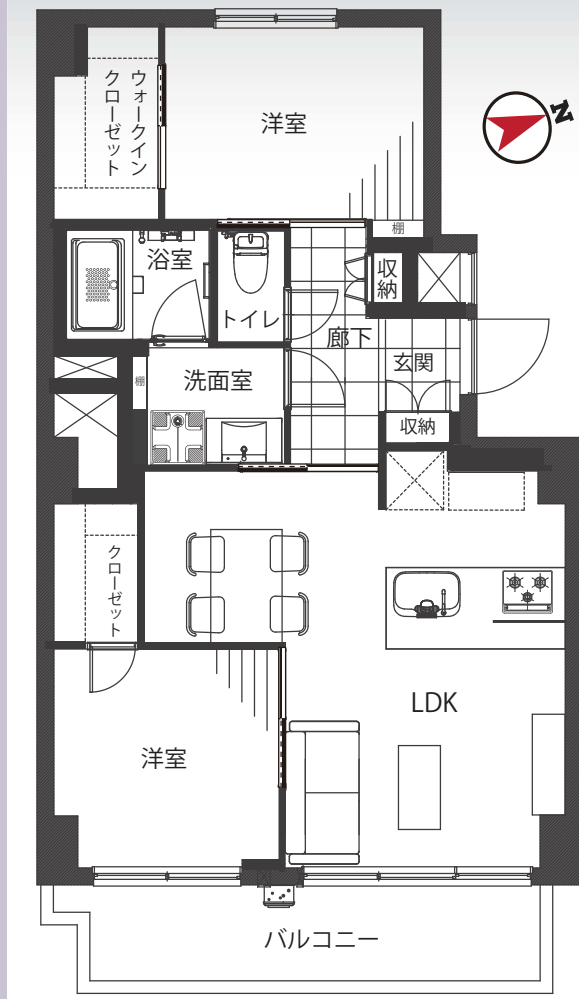 ウォークイン
クローゼット
洋室
N
棚
浴室
トイレ
収納
廊下
玄関
棚
洗面室
収納
クローゼット
LDK
洋室
バルコニー